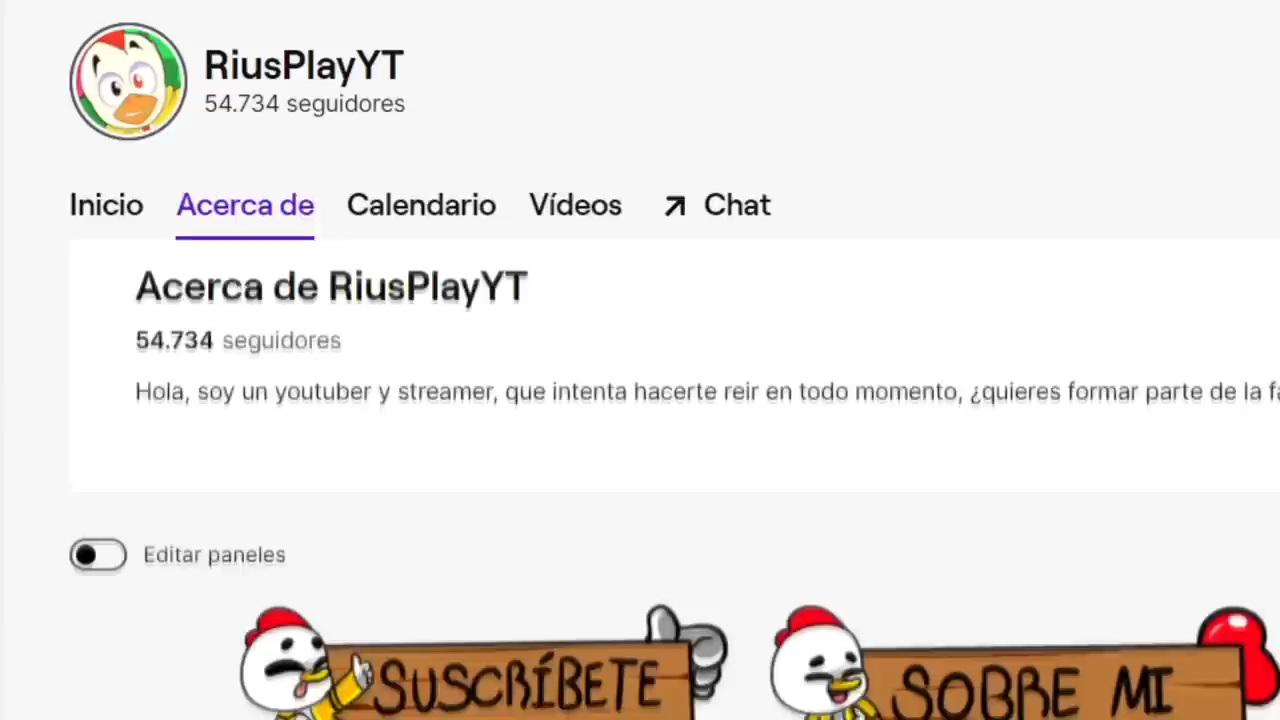 RiusPlayYT
54.734 seguidores
Inicio Acerca de Calendario Vídeos Chat
Acerca de RiusPlayYT
54.734 seguidores
Hola, soy un youtuber y streamer, que intenta hacerte reir en todo momento, ¿quieres formar parte de la
Editar paneles
SUSCRÍBETE SOBRE MI